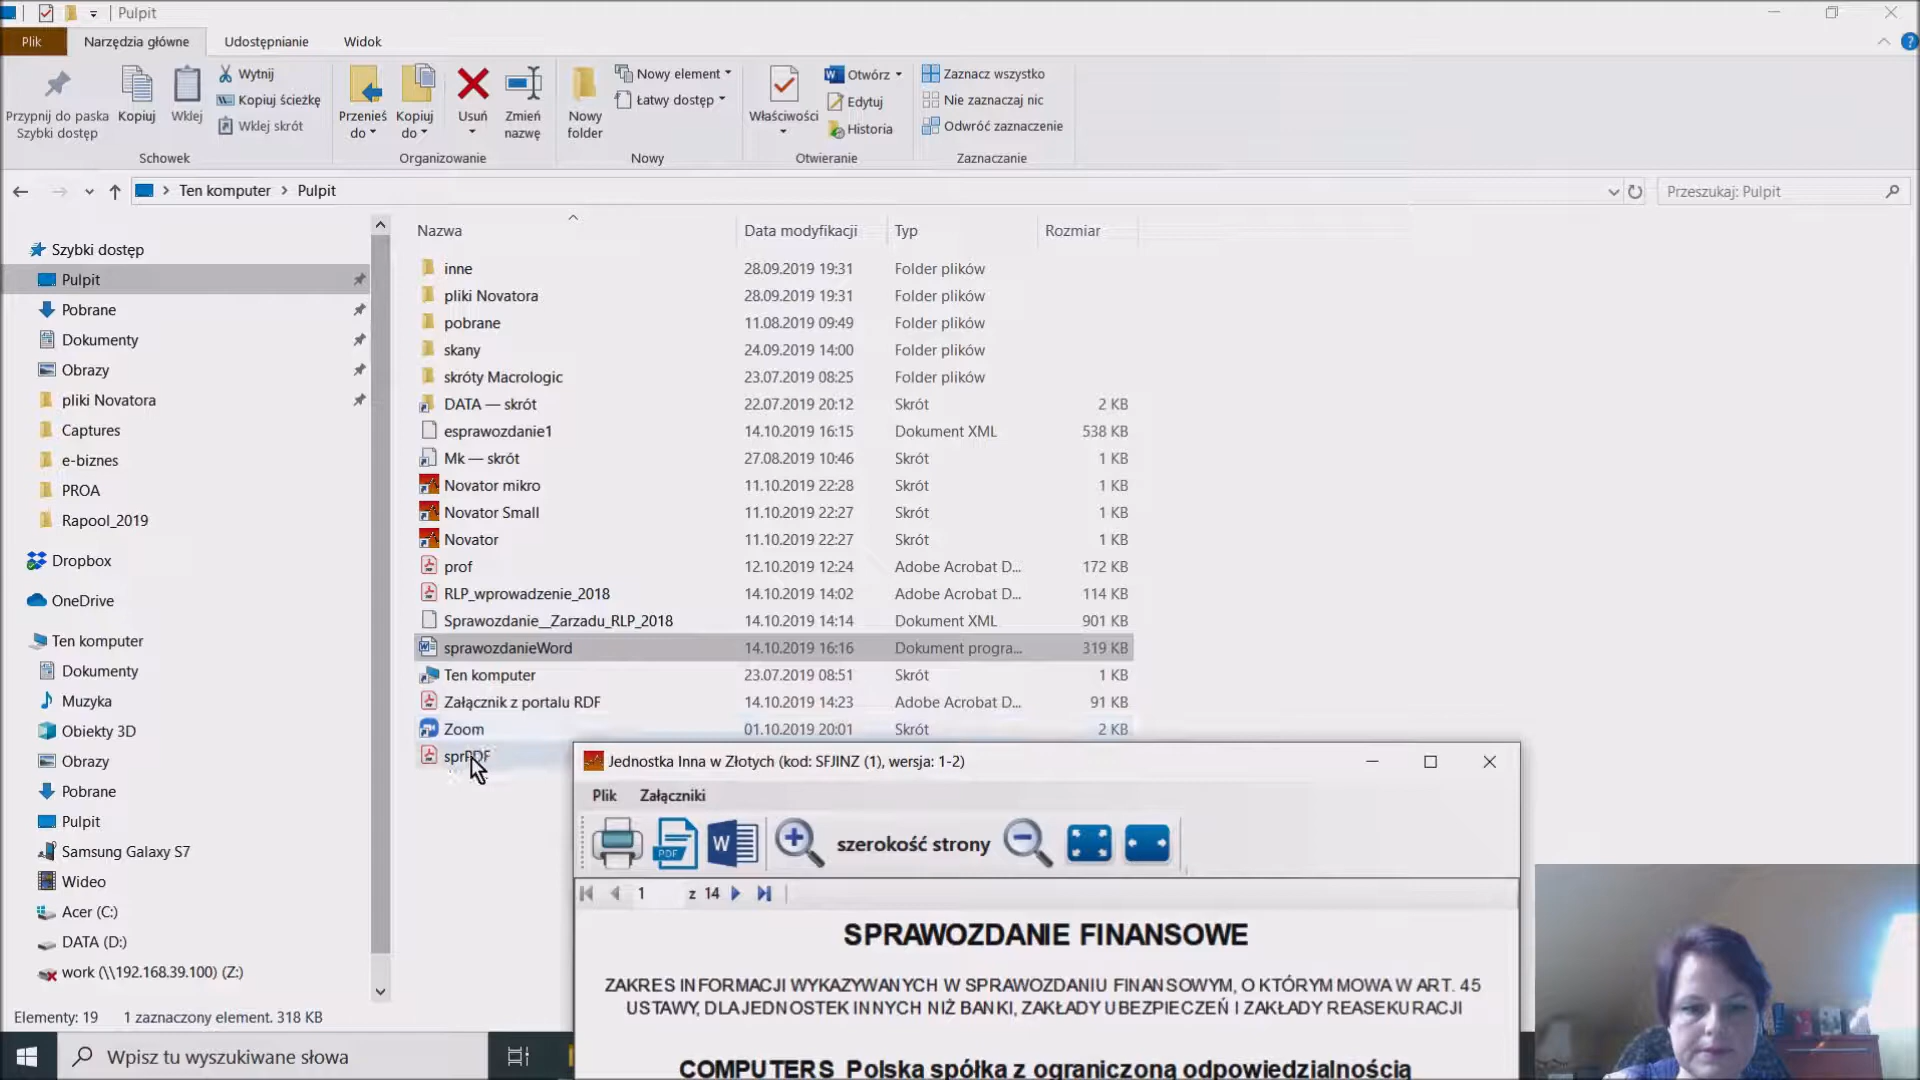 Pulpit
Plik
Narzędzia główne
Udostępnianie
Widok
Przypnij do paska
Szybki dostęp
Kopiuj
Wklej
Wytnij
Kopiuj ścieżkę
Wklej skrót
Schowek
Przenieś
do
Kopiuj
do
Usuń
Zmień
nazwę
Organizowanie
Nowy
folder
Nowy element
Łatwy dostęp
Nowy
Właściwości
Otwórz
Edytuj
Historia
Otwieranie
Zaznacz wszystko
Nie zaznaczaj nic
Odwróć zaznaczenie
Zaznaczanie
Ten komputer > Pulpit
Przeszukaj: Pulpit
Szybki dostęp
Pulpit
Pobrane
Dokumenty
Obrazy
pliki Novatora
Captures
e-biznes
PROA
Rapool_2019
Dropbox
OneDrive
Ten komputer
Dokumenty
Muzyka
Obiekty 3D
Obrazy
Pobrane
Pulpit
Samsung Galaxy S7
Wideo
Acer (C:)
DATA (D:)
work (\\192.168.39.100) (Z:)
Nazwa Data modyfikacji Typ Rozmiar
inne 28.09.2019 19:31 Folder plików
pliki Novatora 28.09.2019 19:31 Folder plików
pobrane 11.08.2019 09:49 Folder plików
skany 24.09.2019 14:00 Folder plików
skróty Macrologic 23.07.2019 08:25 Folder plików
DATA — skrót 22.07.2019 20:12 Skrót 2 KB
esprawozdanie1 14.10.2019 16:15 Dokument XML 538 KB
Mk — skrót 27.08.2019 10:46 Skrót 1 KB
Novator mikro 11.10.2019 22:28 Skrót 1 KB
Novator Small 11.10.2019 22:27 Skrót 1 KB
Novator 11.10.2019 22:27 Skrót 1 KB
prof 12.10.2019 12:24 Adobe Acrobat D... 172 KB
RLP_wprowadzenie_2018 14.10.2019 14:02 Adobe Acrobat D... 114 KB
Sprawozdanie__Zarzadu_RLP_2018 14.10.2019 14:14 Dokument XML 901 KB
sprawozdanieWord 14.10.2019 16:16 Dokument progra... 319 KB
Ten komputer 23.07.2019 08:51 Skrót 1 KB
Załącznik z portalu RDF 14.10.2019 14:23 Adobe Acrobat D... 91 KB
Zoom 01.10.2019 20:01 Skrót 2 KB
sprPDF
Jednostka Inna w Złotych (kod: SFJINZ (1), wersja: 1-2)
Plik Załączniki
PDF
W
szerokość strony
1 z 14
SPRAWOZDANIE FINANSOWE
ZAKRES INFORMACJI WYKAZYWANYCH W SPRAWOZDANIU FINANSOWYM, O KTÓRYM MOWA W ART. 45
USTAWY, DLA JEDNOSTEK INNYCH NIŻ BANKI, ZAKŁADY UBEZPIECZEŃ I ZAKŁADY REASEKURACJI
COMPUTERS Polska spółka z ograniczoną odpowiedzialnością
Elementy: 19 1 zaznaczony element. 318 KB
Wpisz tu wyszukiwane słowa